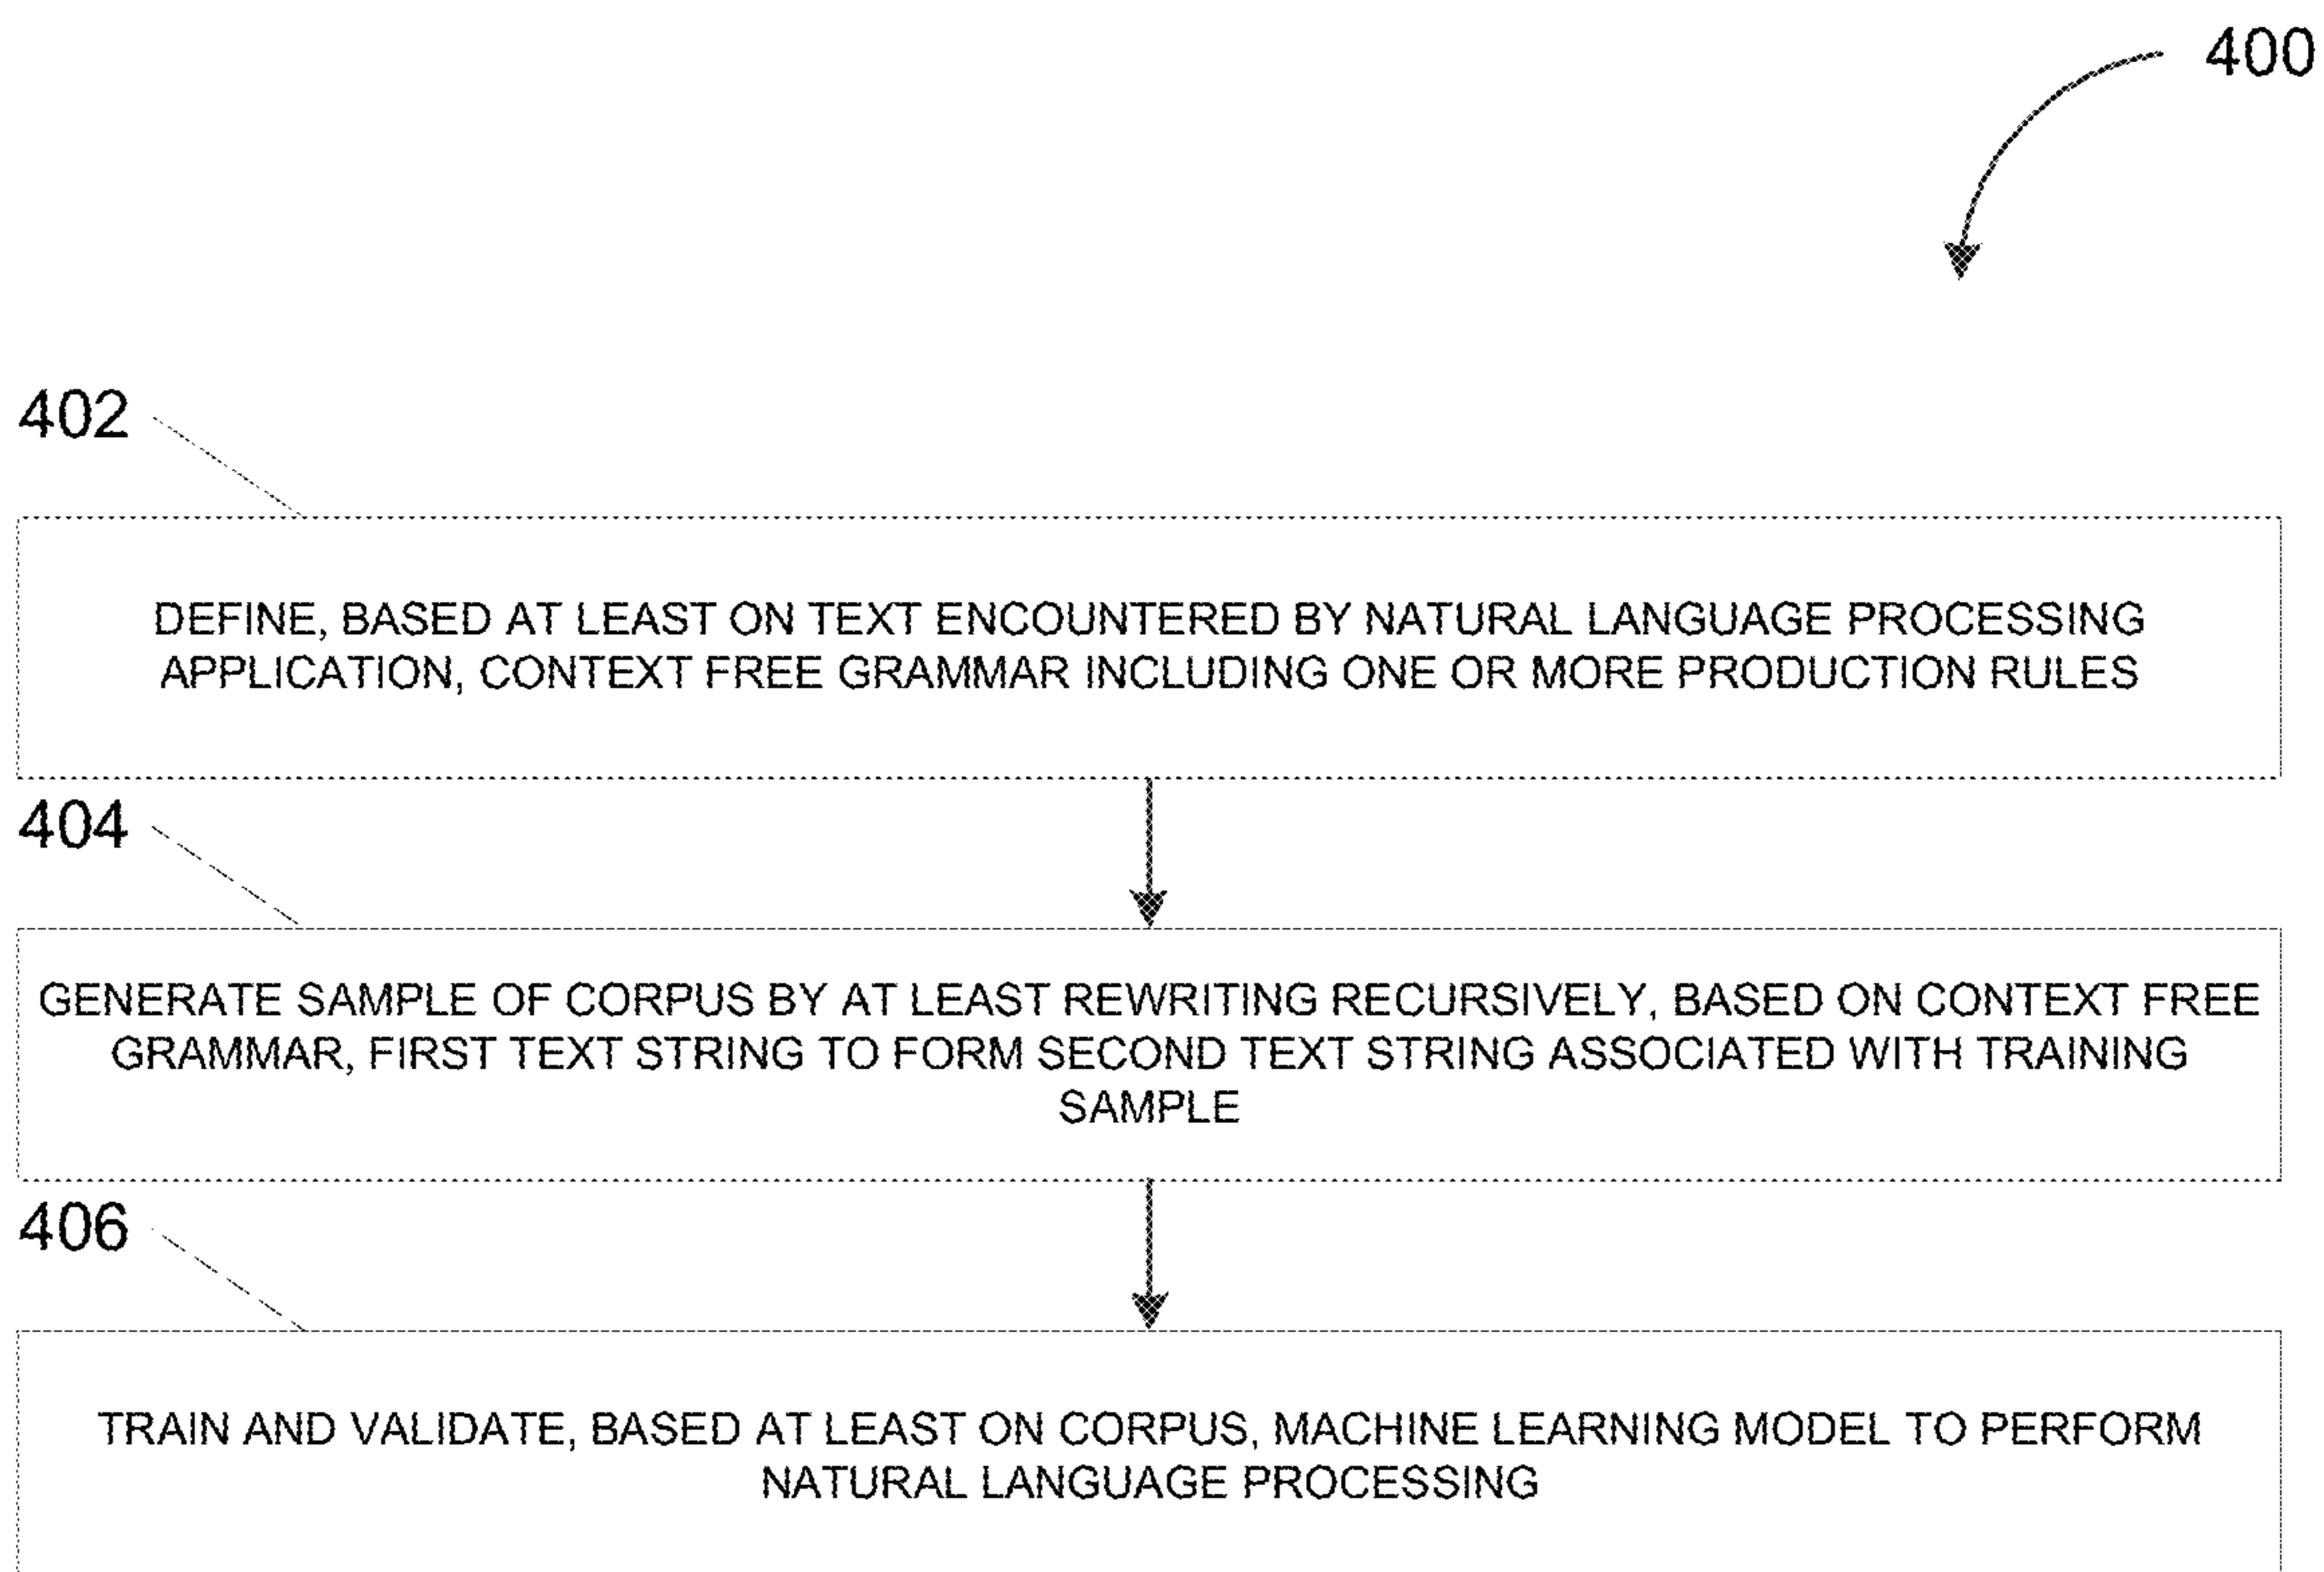 400
402
DEFINE, BASED AT LEAST ON TEXT ENCOUNTERED BY NATURAL LANGUAGE PROCESSING
APPLICATION, CONTEXT FREE GRAMMAR INCLUDING ONE OR MORE PRODUCTION RULES
404
GENERATE SAMPLE OF CORPUS BY AT LEAST REWRITING RECURSIVELY, BASED ON CONTEXT FREE
GRAMMAR, FIRST TEXT STRING TO FORM SECOND TEXT STRING ASSOCIATED WITH TRAINING
SAMPLE
406
TRAIN AND VALIDATE, BASED AT LEAST ON CORPUS, MACHINE LEARNING MODEL TO PERFORM
NATURAL LANGUAGE PROCESSING